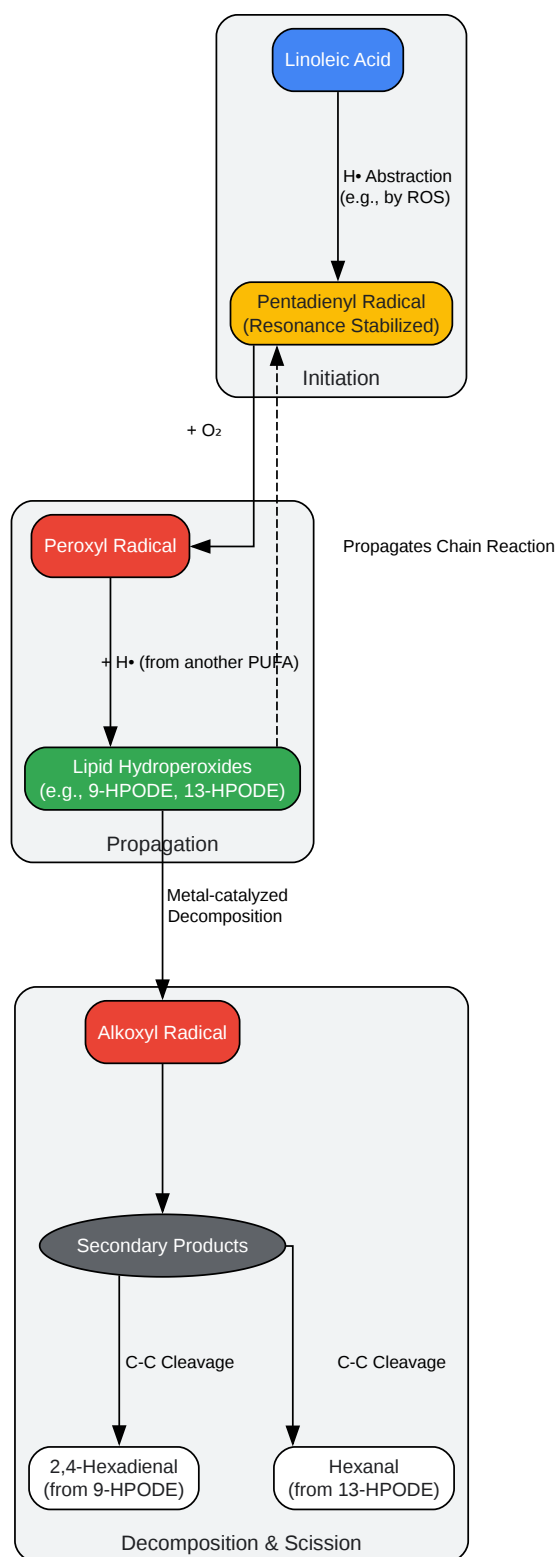 Linoleic Acid
H• Abstraction
(e.g., by ROS)
Pentadienyl Radical
(Resonance Stabilized)
Initiation
+ O₂
Peroxyl Radical
Propagates Chain Reaction
+ H• (from another PUFA)
Lipid Hydroperoxides
(e.g., 9-HPODE, 13-HPODE)
Propagation
Metal-catalyzed
Decomposition
Alkoxyl Radical
Secondary Products
C-C Cleavage
C-C Cleavage
2,4-Hexadienal
(from 9-HPODE)
Hexanal
(from 13-HPODE)
Decomposition & Scission